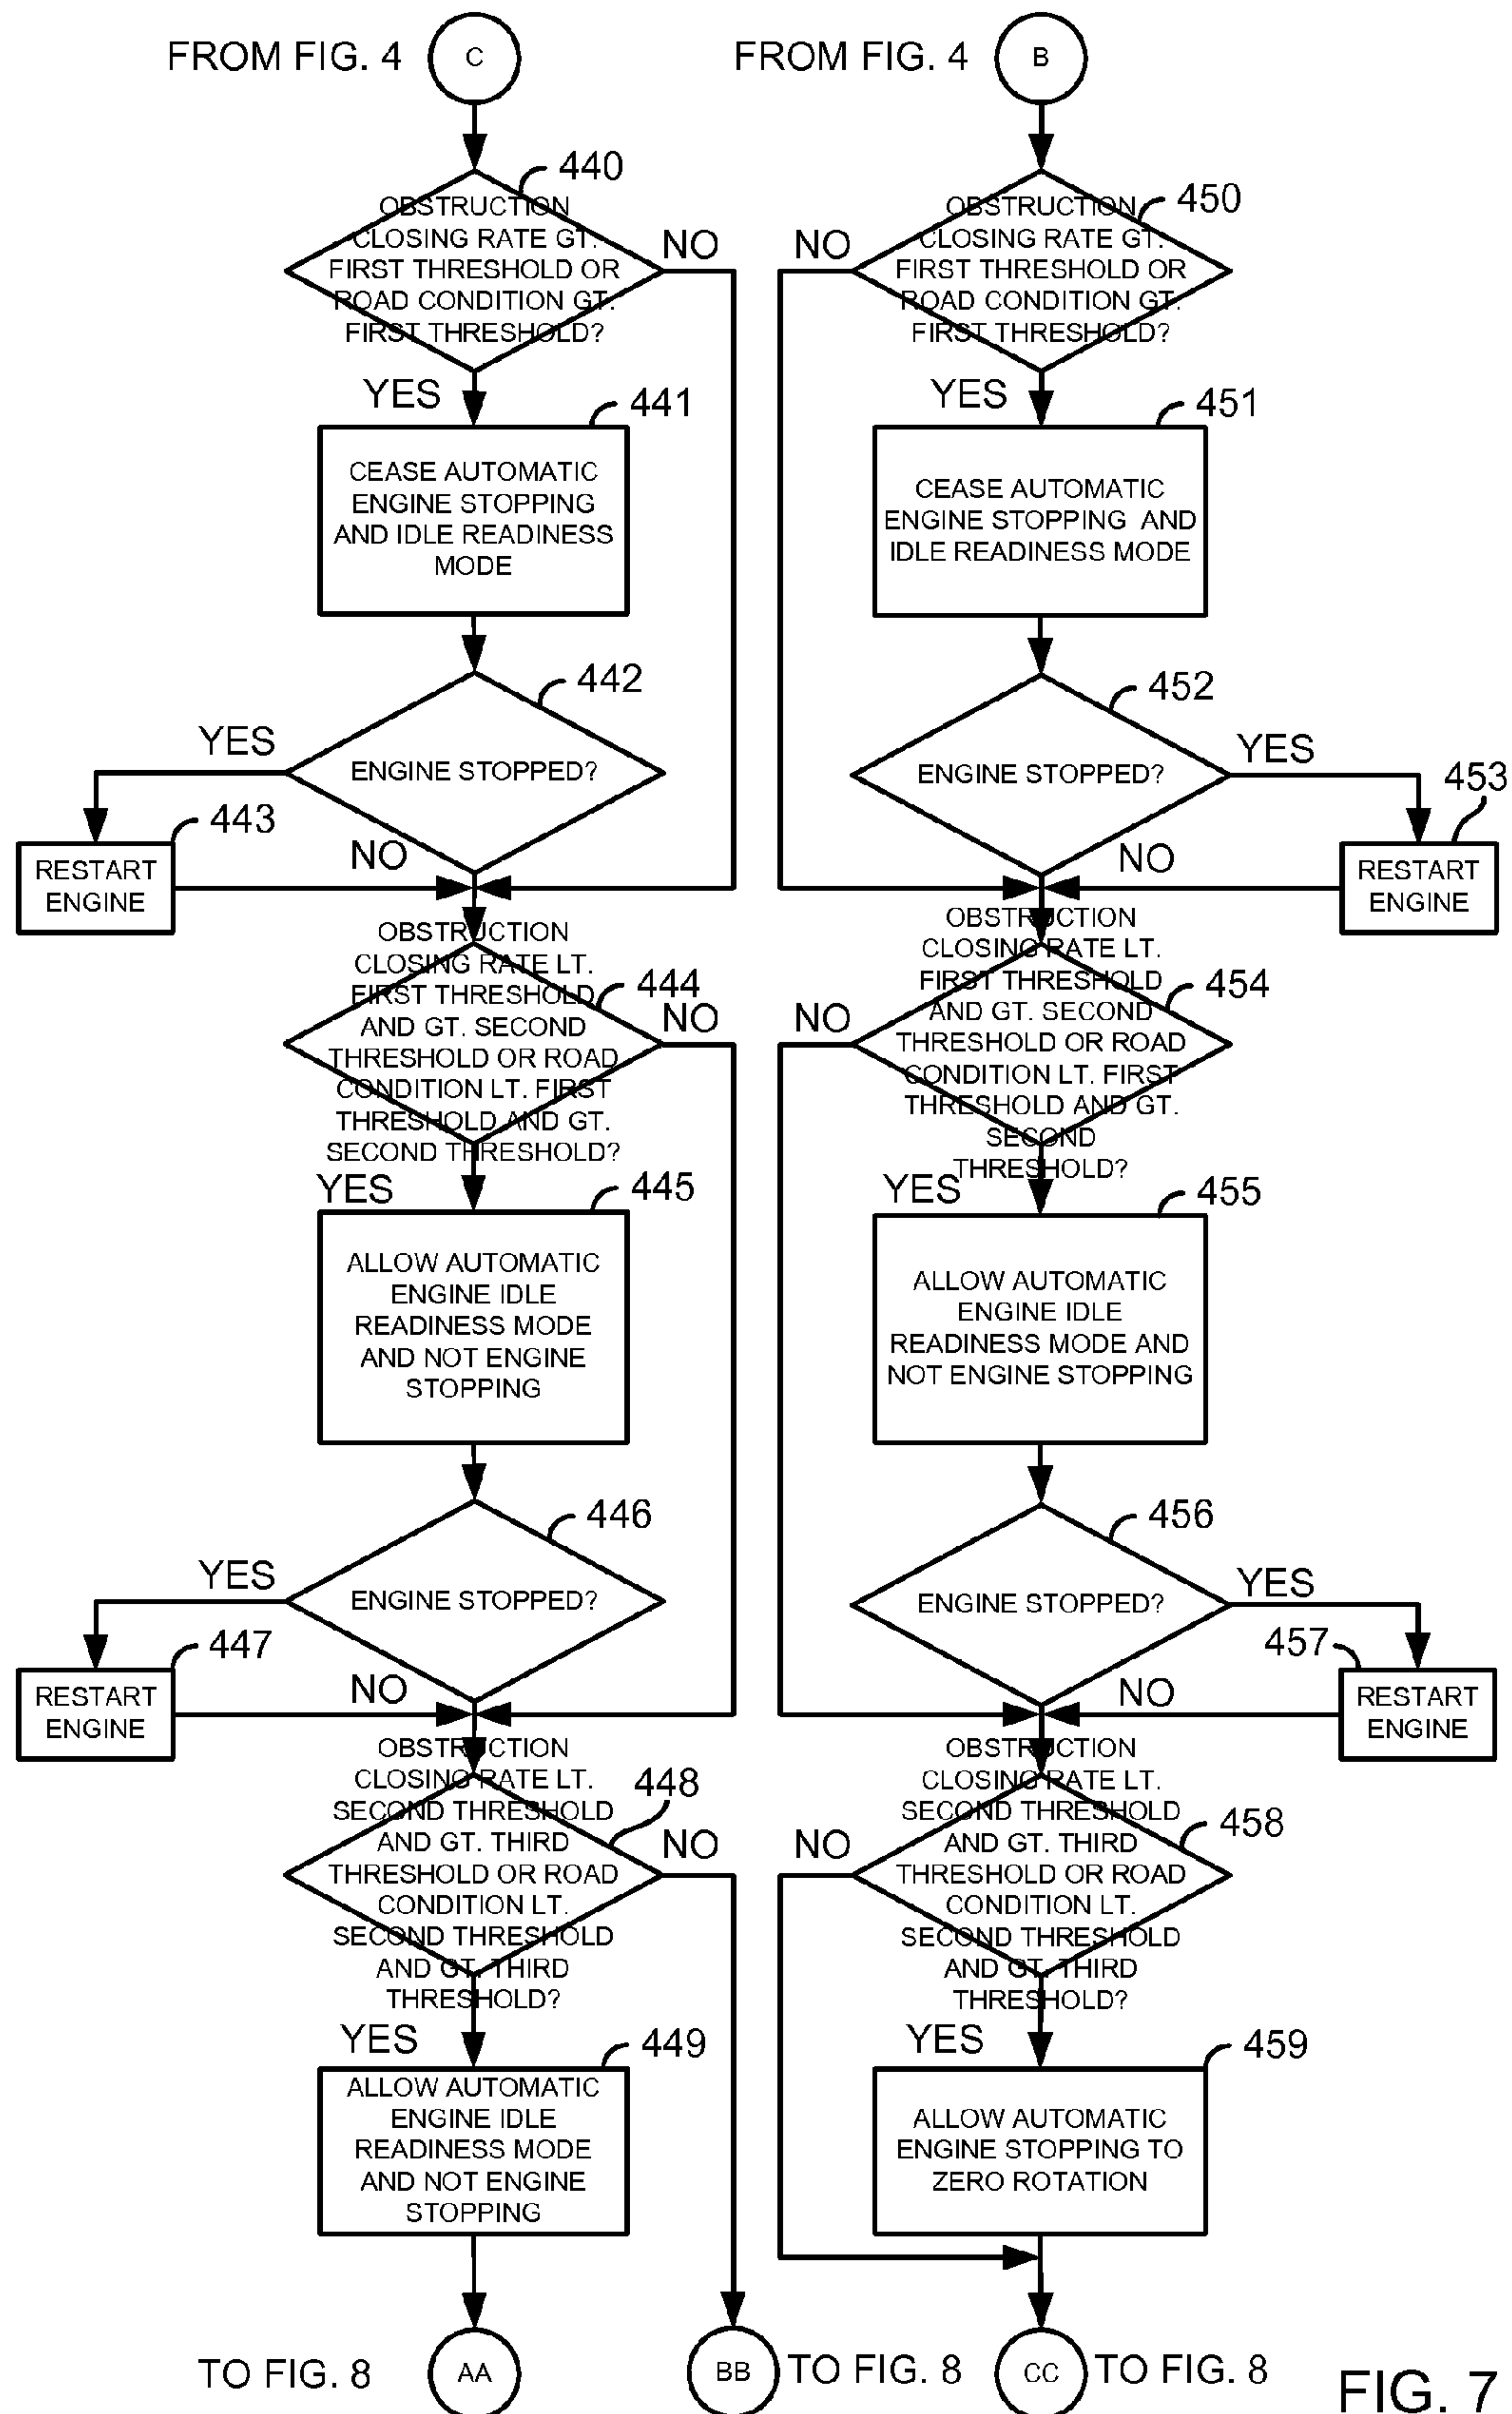 FROM FIG. 4
C
440
OBSTRUCTION
CLOSING RATE GT.
FIRST THRESHOLD OR
ROAD CONDITION GT.
FIRST THRESHOLD?
NO
YES
441
CEASE AUTOMATIC
ENGINE STOPPING
AND IDLE READINESS
MODE
442
ENGINE STOPPED?
YES
443
RESTART
ENGINE
NO
OBSTRUCTION
CLOSING RATE LT.
FIRST THRESHOLD
AND GT. SECOND
THRESHOLD OR ROAD
CONDITION LT. FIRST
THRESHOLD AND GT.
SECOND THRESHOLD?
444
NO
YES
445
ALLOW AUTOMATIC
ENGINE IDLE
READINESS MODE
AND NOT ENGINE
STOPPING
446
ENGINE STOPPED?
YES
447
RESTART
ENGINE
NO
OBSTRUCTION
CLOSING RATE LT.
SECOND THRESHOLD
AND GT. THIRD
THRESHOLD OR ROAD
CONDITION LT.
SECOND THRESHOLD
AND GT. THIRD
THRESHOLD?
448
NO
YES
449
ALLOW AUTOMATIC
ENGINE IDLE
READINESS MODE
AND NOT ENGINE
STOPPING
TO FIG. 8
AA
BB
TO FIG. 8
FROM FIG. 4
B
450
OBSTRUCTION
CLOSING RATE GT.
FIRST THRESHOLD OR
ROAD CONDITION GT.
FIRST THRESHOLD?
NO
YES
451
CEASE AUTOMATIC
ENGINE STOPPING AND
IDLE READINESS MODE
452
ENGINE STOPPED?
YES
453
RESTART
ENGINE
NO
OBSTRUCTION
CLOSING RATE LT.
FIRST THRESHOLD
AND GT. SECOND
THRESHOLD OR ROAD
CONDITION LT. FIRST
THRESHOLD AND GT.
SECOND
THRESHOLD?
454
NO
YES
455
ALLOW AUTOMATIC
ENGINE IDLE
READINESS MODE AND
NOT ENGINE STOPPING
456
ENGINE STOPPED?
YES
457
RESTART
ENGINE
NO
OBSTRUCTION
CLOSING RATE LT.
SECOND THRESHOLD
AND GT. THIRD
THRESHOLD OR ROAD
CONDITION LT.
SECOND THRESHOLD
AND GT. THIRD
THRESHOLD?
458
NO
YES
459
ALLOW AUTOMATIC
ENGINE STOPPING TO
ZERO ROTATION
CC
TO FIG. 8
FIG. 7